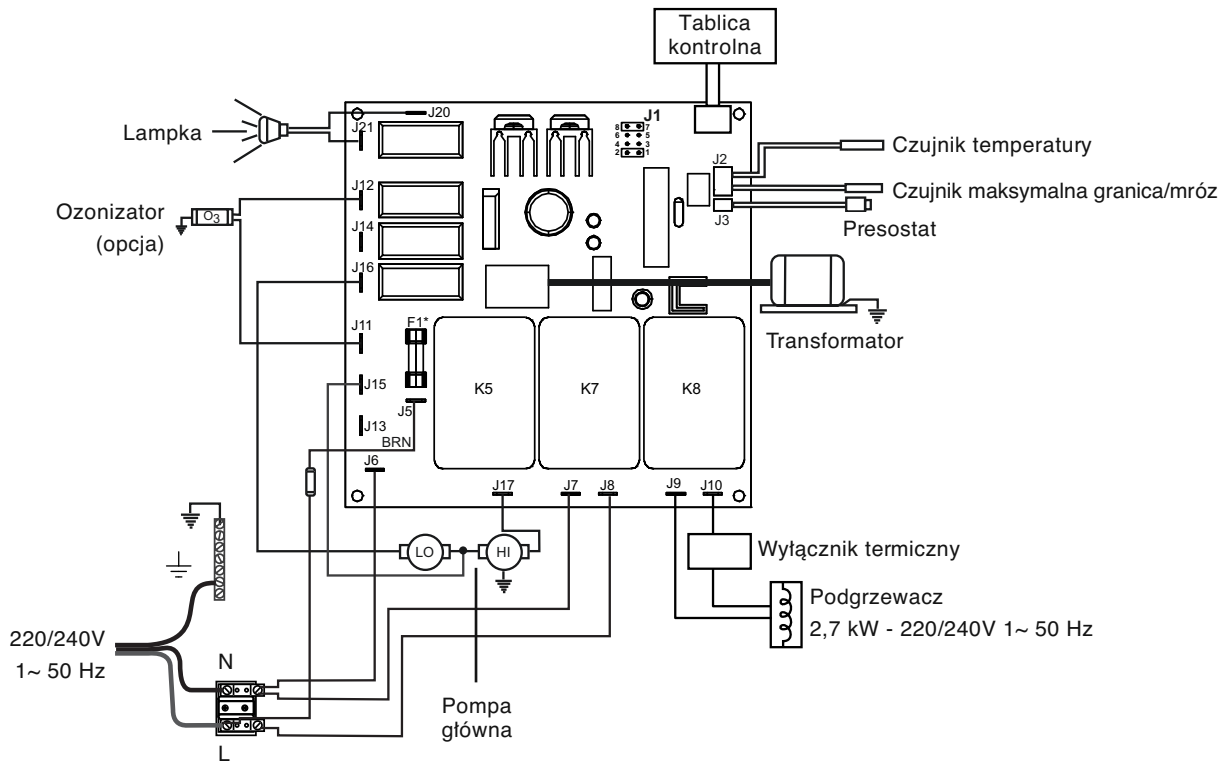 Tablica
kontrolna
J20
J21
Lampka
J1
8 7
6 5
4 3
2 1
J2
Czujnik temperatury
J12
Czujnik maksymalna granica/mróz
Ozonizator
(opcja)
O3
J3
Presostat
J14
J16
Transformator
J11
F1*
K5
K7
K8
J15
J5
J13
BRN
J6
J17
J7
J8
J9
J10
LO
HI
Wyłącznik termiczny
Podgrzewacz
2,7 kW - 220/240V 1~ 50 Hz
220/240V
1~ 50 Hz
N
Pompa
główna
L